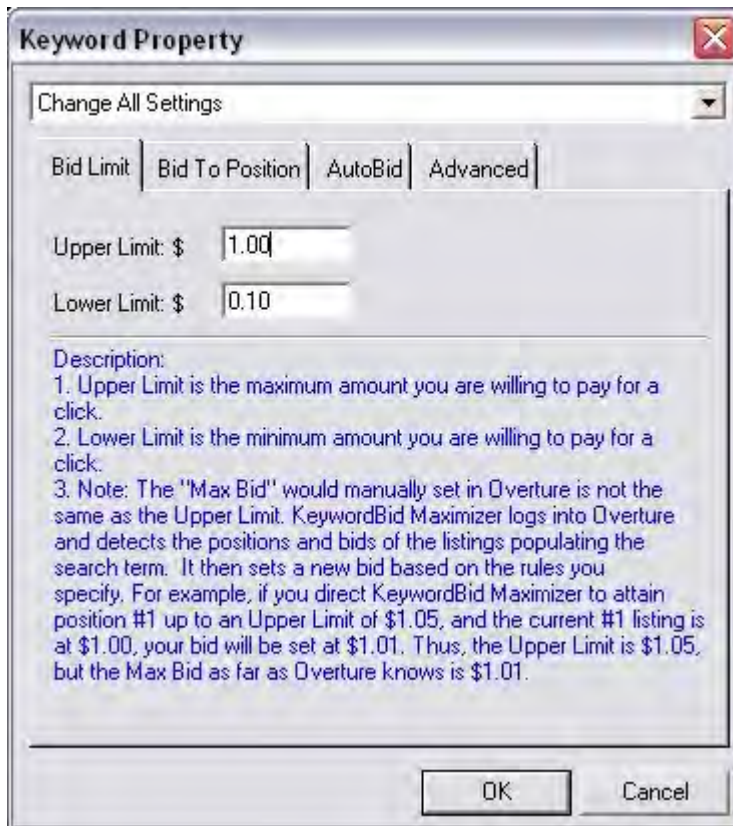 Keyword Property
Change All Settings
Bid Limit Bid To Position AutoBid Advanced
Upper Limit: $ 1.00
Lower Limit: $ 0.10
Description:
1. Upper Limit is the maximum amount you are willing to pay for a
click.
2. Lower Limit is the minimum amount you are willing to pay for a
click.
3. Note: The "Max Bid" would manually set in Overture is not the
same as the Upper Limit. KeywordBid Maximizer logs into Overture
and detects the positions and bids of the listings populating the
search term.  It then sets a new bid based on the rules you
specify. For example, if you direct KeywordBid Maximizer to attain
position #1 up to an Upper Limit of $1.05, and the current #1 listing is
at $1.00, your bid will be set at $1.01. Thus, the Upper Limit is $1.05,
but the Max Bid as far as Overture knows is $1.01.
OK Cancel